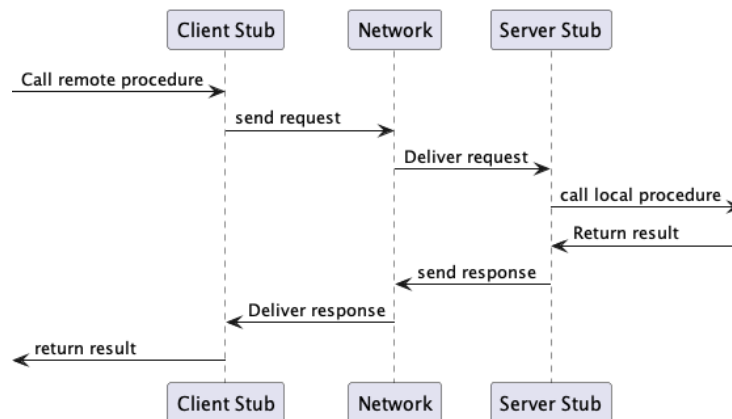 Client Stub
Network
Server Stub
Call remote procedure
send request
Deliver request
call local procedure
Return result
send response
Deliver response
return result
Client Stub
Network
Server Stub